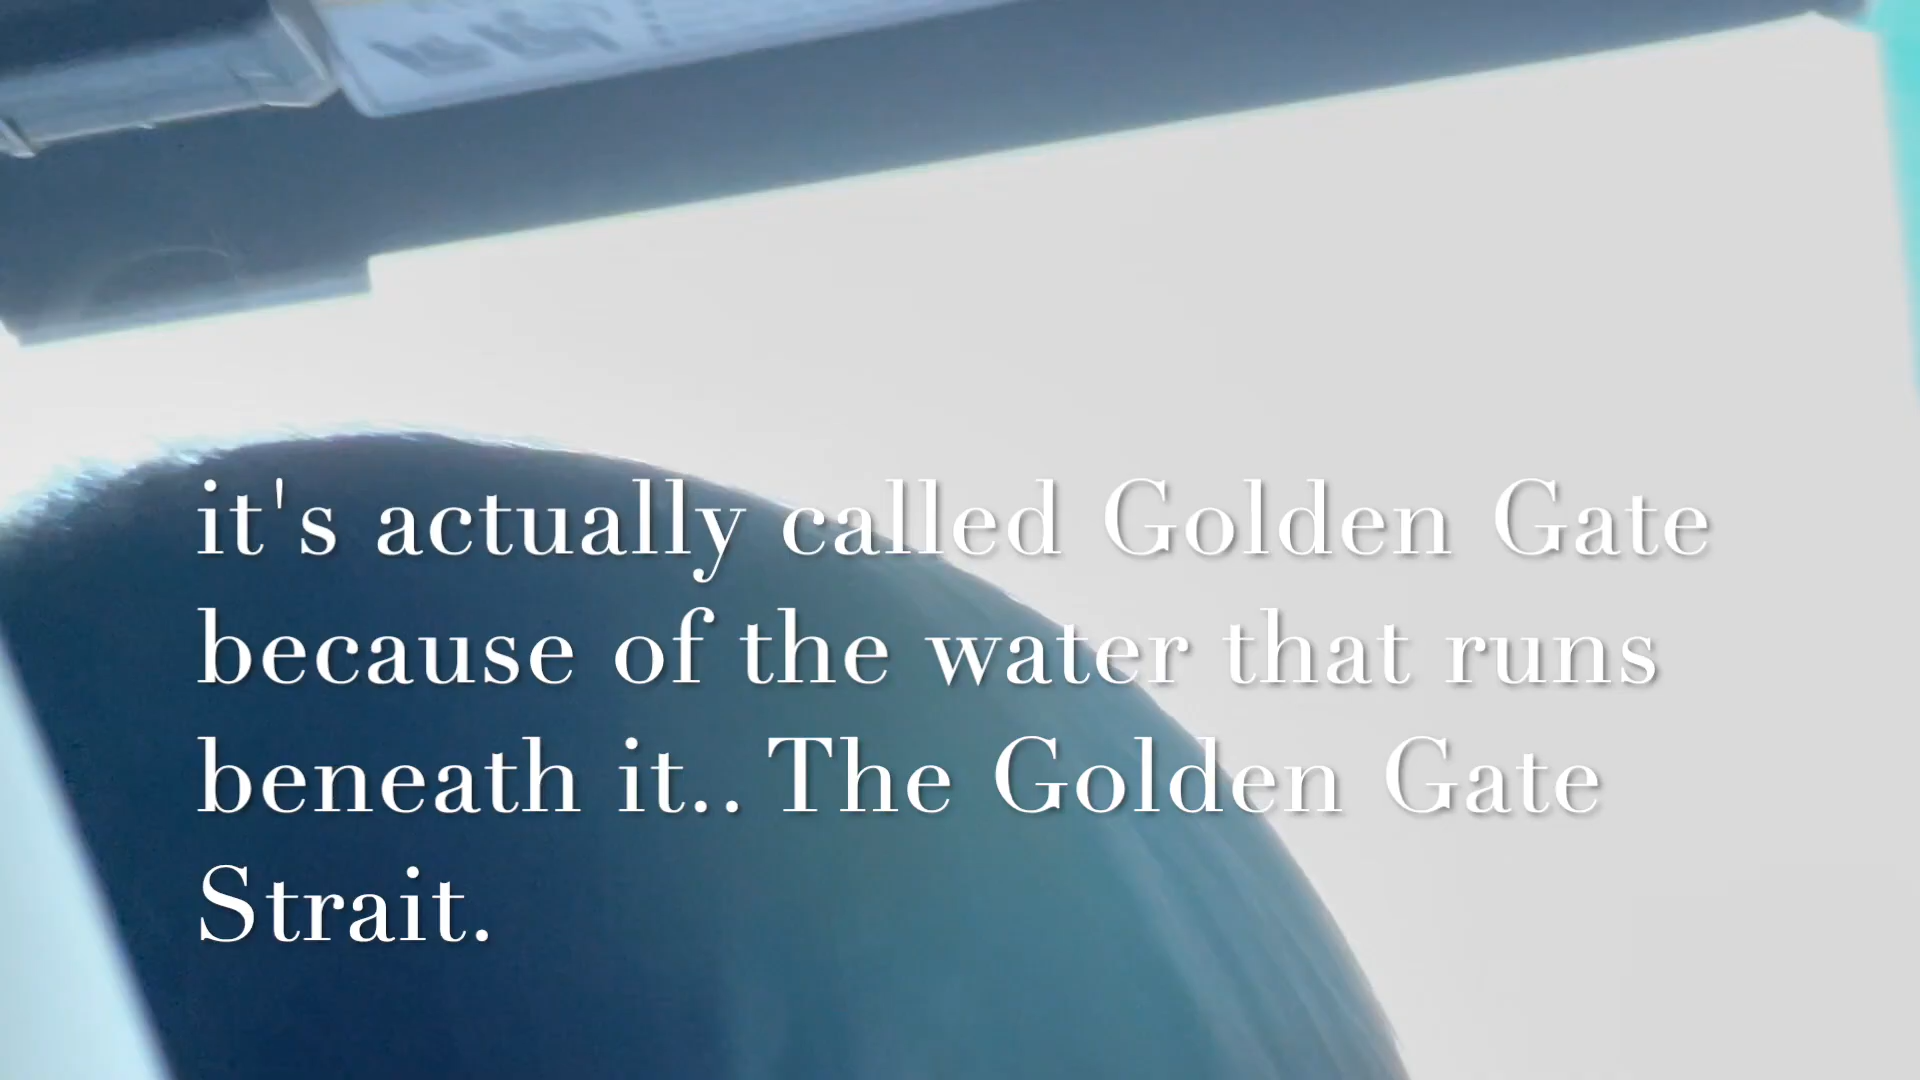 it's actually called Golden Gate
because of the water that runs
beneath it.. The Golden Gate
Strait.